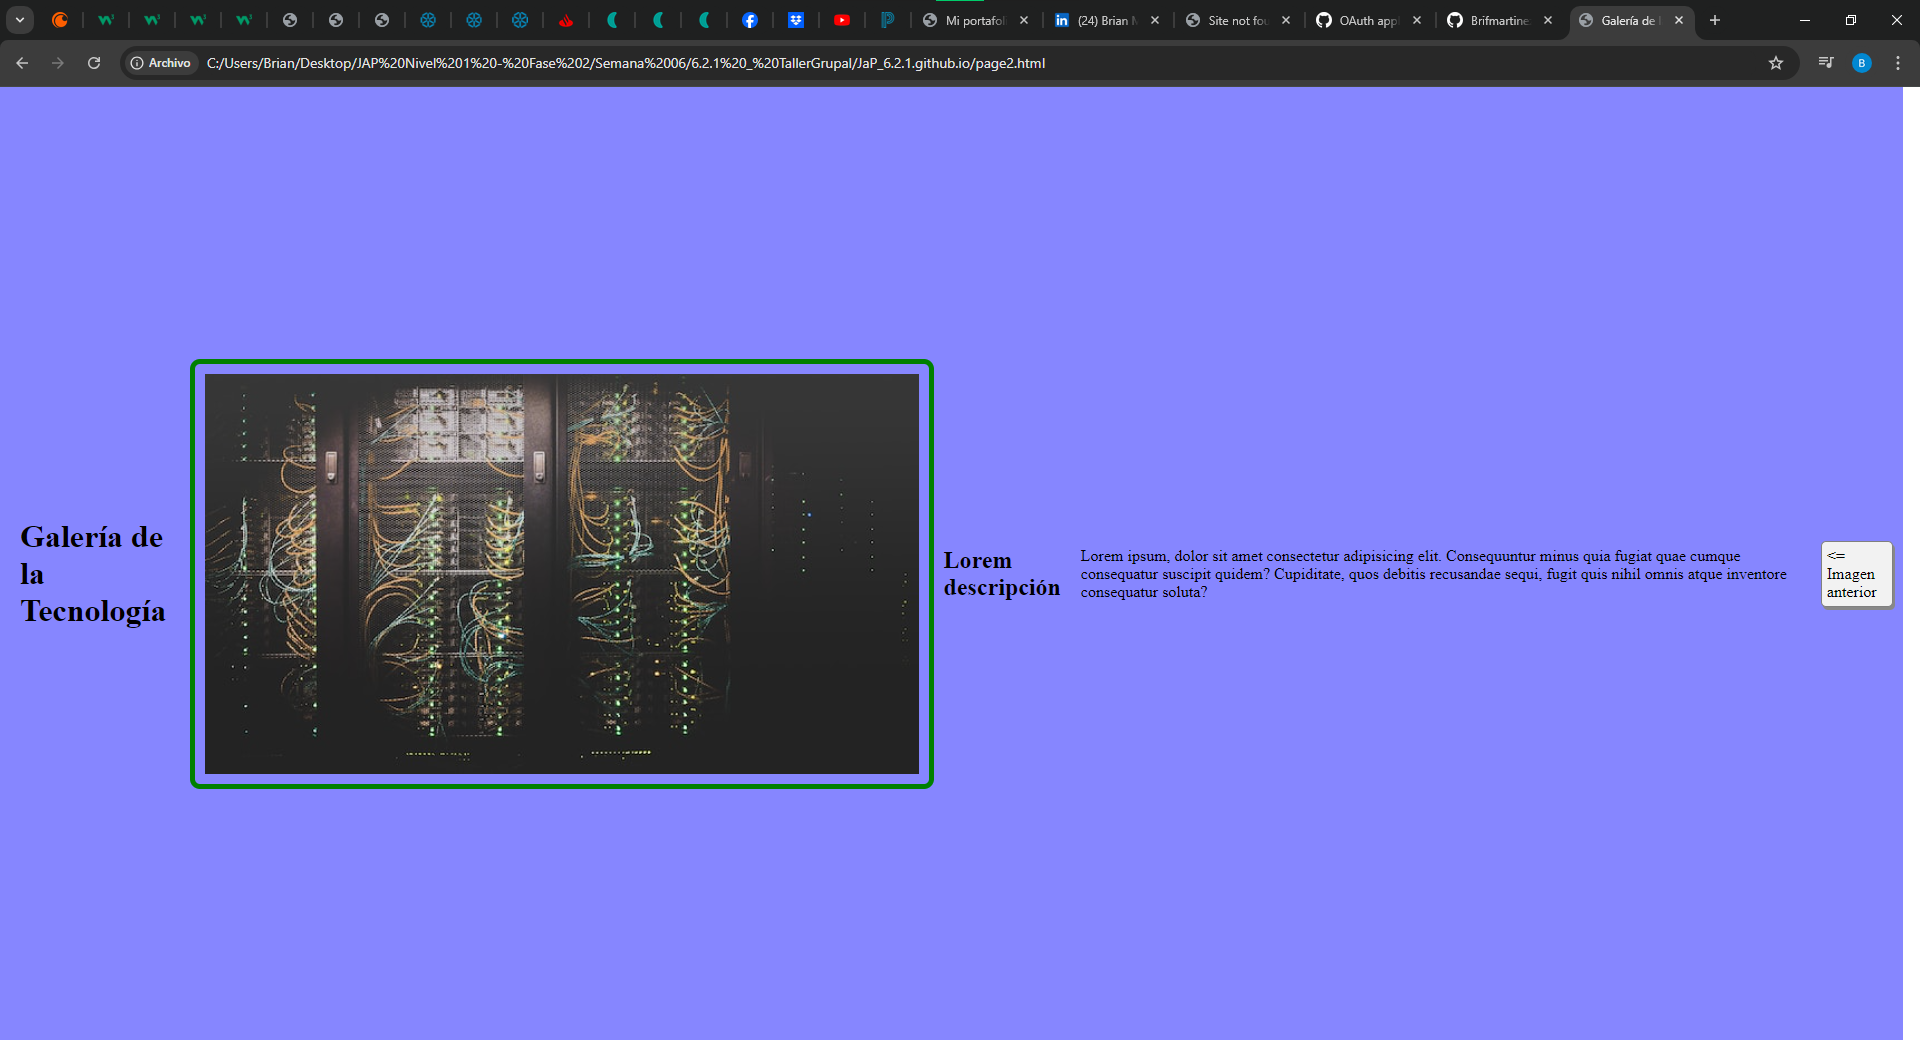 Mi portafol
(24) Brian M
Site not fou
OAuth appl
Brifmartine
Galería de l
Archivo
C:/Users/Brian/Desktop/JAP%20Nivel%201%20-%20Fase%202/Semana%2006/6.2.1%20_%20TallerGrupal/JaP_6.2.1.github.io/page2.html
B
Galería de
la
Tecnología
Lorem
descripción
Lorem ipsum, dolor sit amet consectetur adipisicing elit. Consequuntur minus quia fugiat quae cumque
consequatur suscipit quidem? Cupiditate, quos debitis recusandae sequi, fugit quis nihil omnis atque inventore
consequatur soluta?
<=
Imagen
anterior